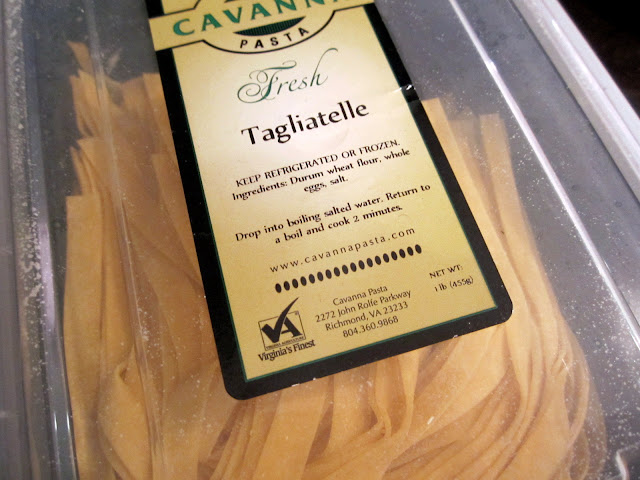 CAVANNA
PASTA
Fresh
Tagliatelle
KEEP REFRIGERATED OR FROZEN.
Ingredients: Durum wheat flour, whole
eggs, salt.
Drop into boiling salted water. Return to
a boil and cook 2 minutes.
www.cavannapasta.com
NET WT.
1 lb (455g)
Cavanna Pasta
2272 John Rolfe Parkway
Richmond, VA 23233
804.360.9868
VA
Virginia's Finest